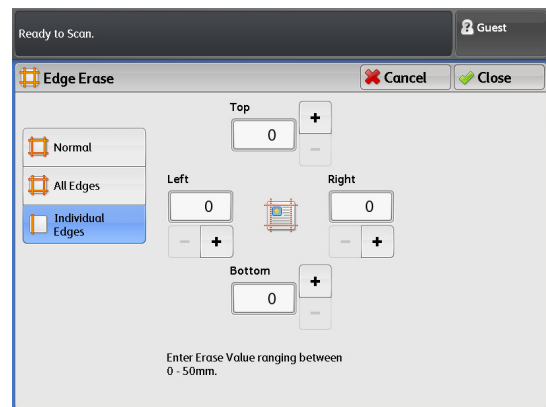 Ready to Scan.
Guest
Edge Erase
Cancel
Close
Normal
All Edges
Individual
Edges
Top
0
+
−
Left
0
−
+
Right
0
−
+
Bottom
0
+
−
Enter Erase Value ranging between
0 - 50mm.